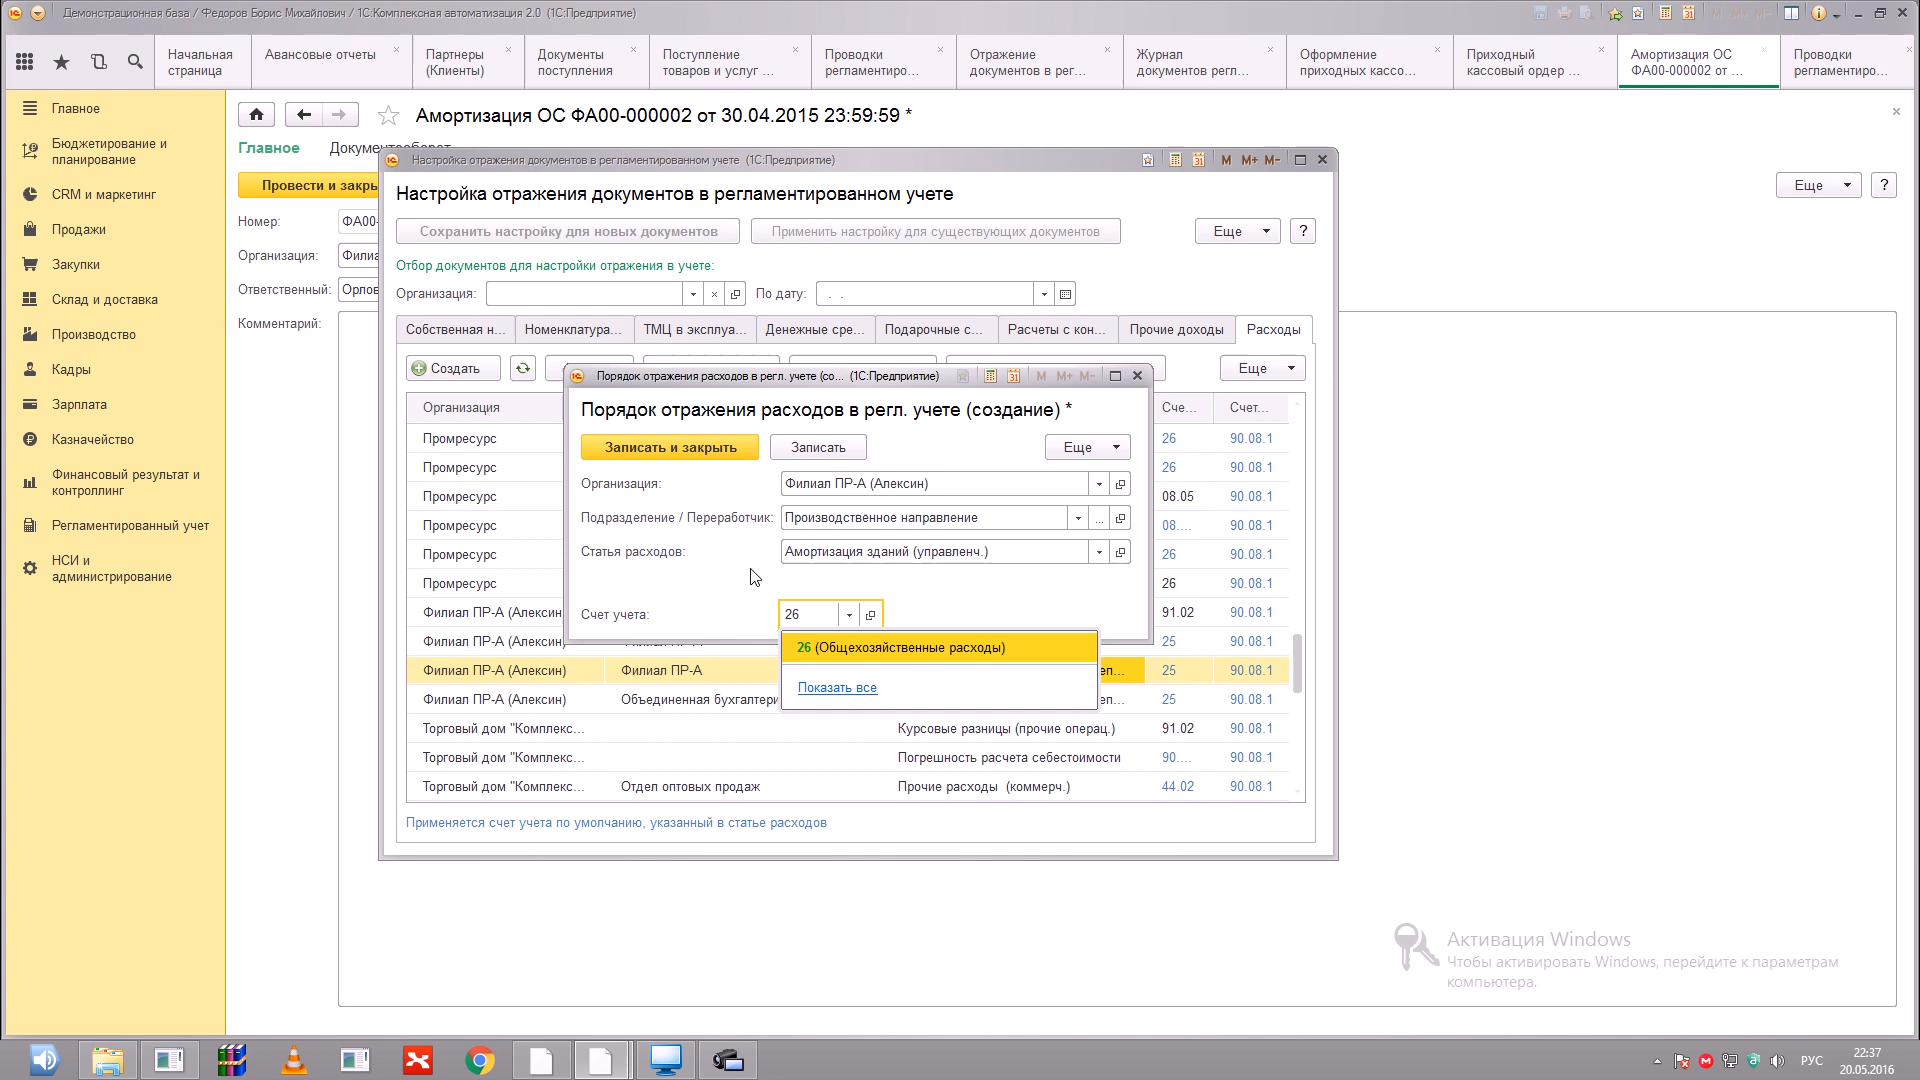 Демонстрационная база / Федоров Борис Михайлович / 1С:Комплексная автоматизация 2.0 (1С:Предприятие)
Начальная страница
Авансовые отчеты
Партнеры (Клиенты)
Документы поступления
Поступление товаров и услуг ...
Проводки регламентиро...
Отражение документов в рег...
Журнал документов регл...
Оформление приходных кассо...
Приходный кассовый ордер ...
Амортизация ОС ФА00-000002 от ...
Проводки регламентиро...
Главное
Бюджетирование и планирование
CRM и маркетинг
Продажи
Закупки
Склад и доставка
Производство
Кадры
Зарплата
Казначейство
Финансовый результат и контроллинг
Регламентированный учет
НСИ и администрирование
Амортизация ОС ФА00-000002 от 30.04.2015 23:59:59 *
Главное
Провести и закры
Еще ?
Номер: ФА00-
Организация: Филиа
Ответственный: Орлов
Комментарий:
Настройка отражения документов в регламентированном учете (1С:Предприятие)
M M+ M-
Настройка отражения документов в регламентированном учете
Сохранить настройку для новых документов
Применить настройку для существующих документов
Еще ?
Отбор документов для настройки отражения в учете:
Организация:
По дату: . .
Собственная н... Номенклатура... ТМЦ в эксплуа... Денежные сре... Подарочные с... Расчеты с кон... Прочие доходы Расходы
Создать
Еще
Организация Сче... Счет...
Промресурс 26 90.08.1
Промресурс 26 90.08.1
Промресурс 08.05 90.08.1
Промресурс 08.... 90.08.1
Промресурс 26 90.08.1
Промресурс 26 90.08.1
Филиал ПР-А (Алексин 91.02 90.08.1
Филиал ПР-А (Алексин) 25 90.08.1
Филиал ПР-А (Алексин) Филиал ПР-А еп... 25 90.08.1
Филиал ПР-А (Алексин) Объединенная бухгалтери еп... 25 90.08.1
Торговый дом "Комплекс... Курсовые разницы (прочие операц.) 91.02 90.08.1
Торговый дом "Комплекс... Погрешность расчета себестоимости 90.... 90.08.1
Торговый дом "Комплекс... Отдел оптовых продаж Прочие расходы (коммерч.) 44.02 90.08.1
Применяется счет учета по умолчанию, указанный в статье расходов
Порядок отражения расходов в регл. учете (со... (1С:Предприятие)
M M+ M-
Порядок отражения расходов в регл. учете (создание) *
Записать и закрыть
Записать
Еще
Организация: Филиал ПР-А (Алексин)
Подразделение / Переработчик: Производственное направление ...
Статья расходов: Амортизация зданий (управленч.)
Счет учета: 26
26 (Общехозяйственные расходы)
Показать все
Активация Windows
Чтобы активировать Windows, перейдите к параметрам
компьютера.
РУС
22:37
20.05.2016